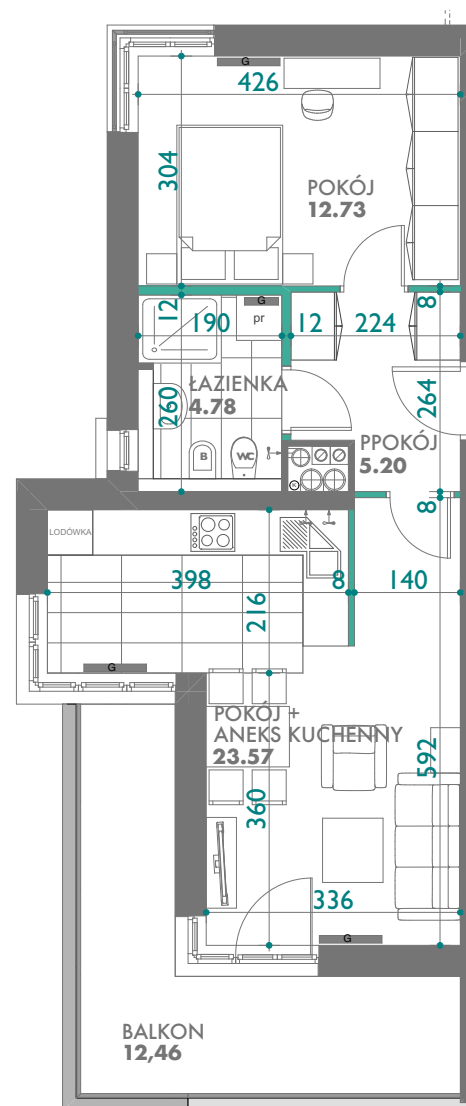 G
426
304
POKÓJ
12.73
12
190
G
pr
12
224
8
ŁAZIENKA
4.78
260
264
PPOKÓJ
5.20
B
WC
8
LODÓWKA
398
8
140
216
G
POKÓJ +
ANEKS KUCHENNY
23.57
592
360
336
G
BALKON
12,46